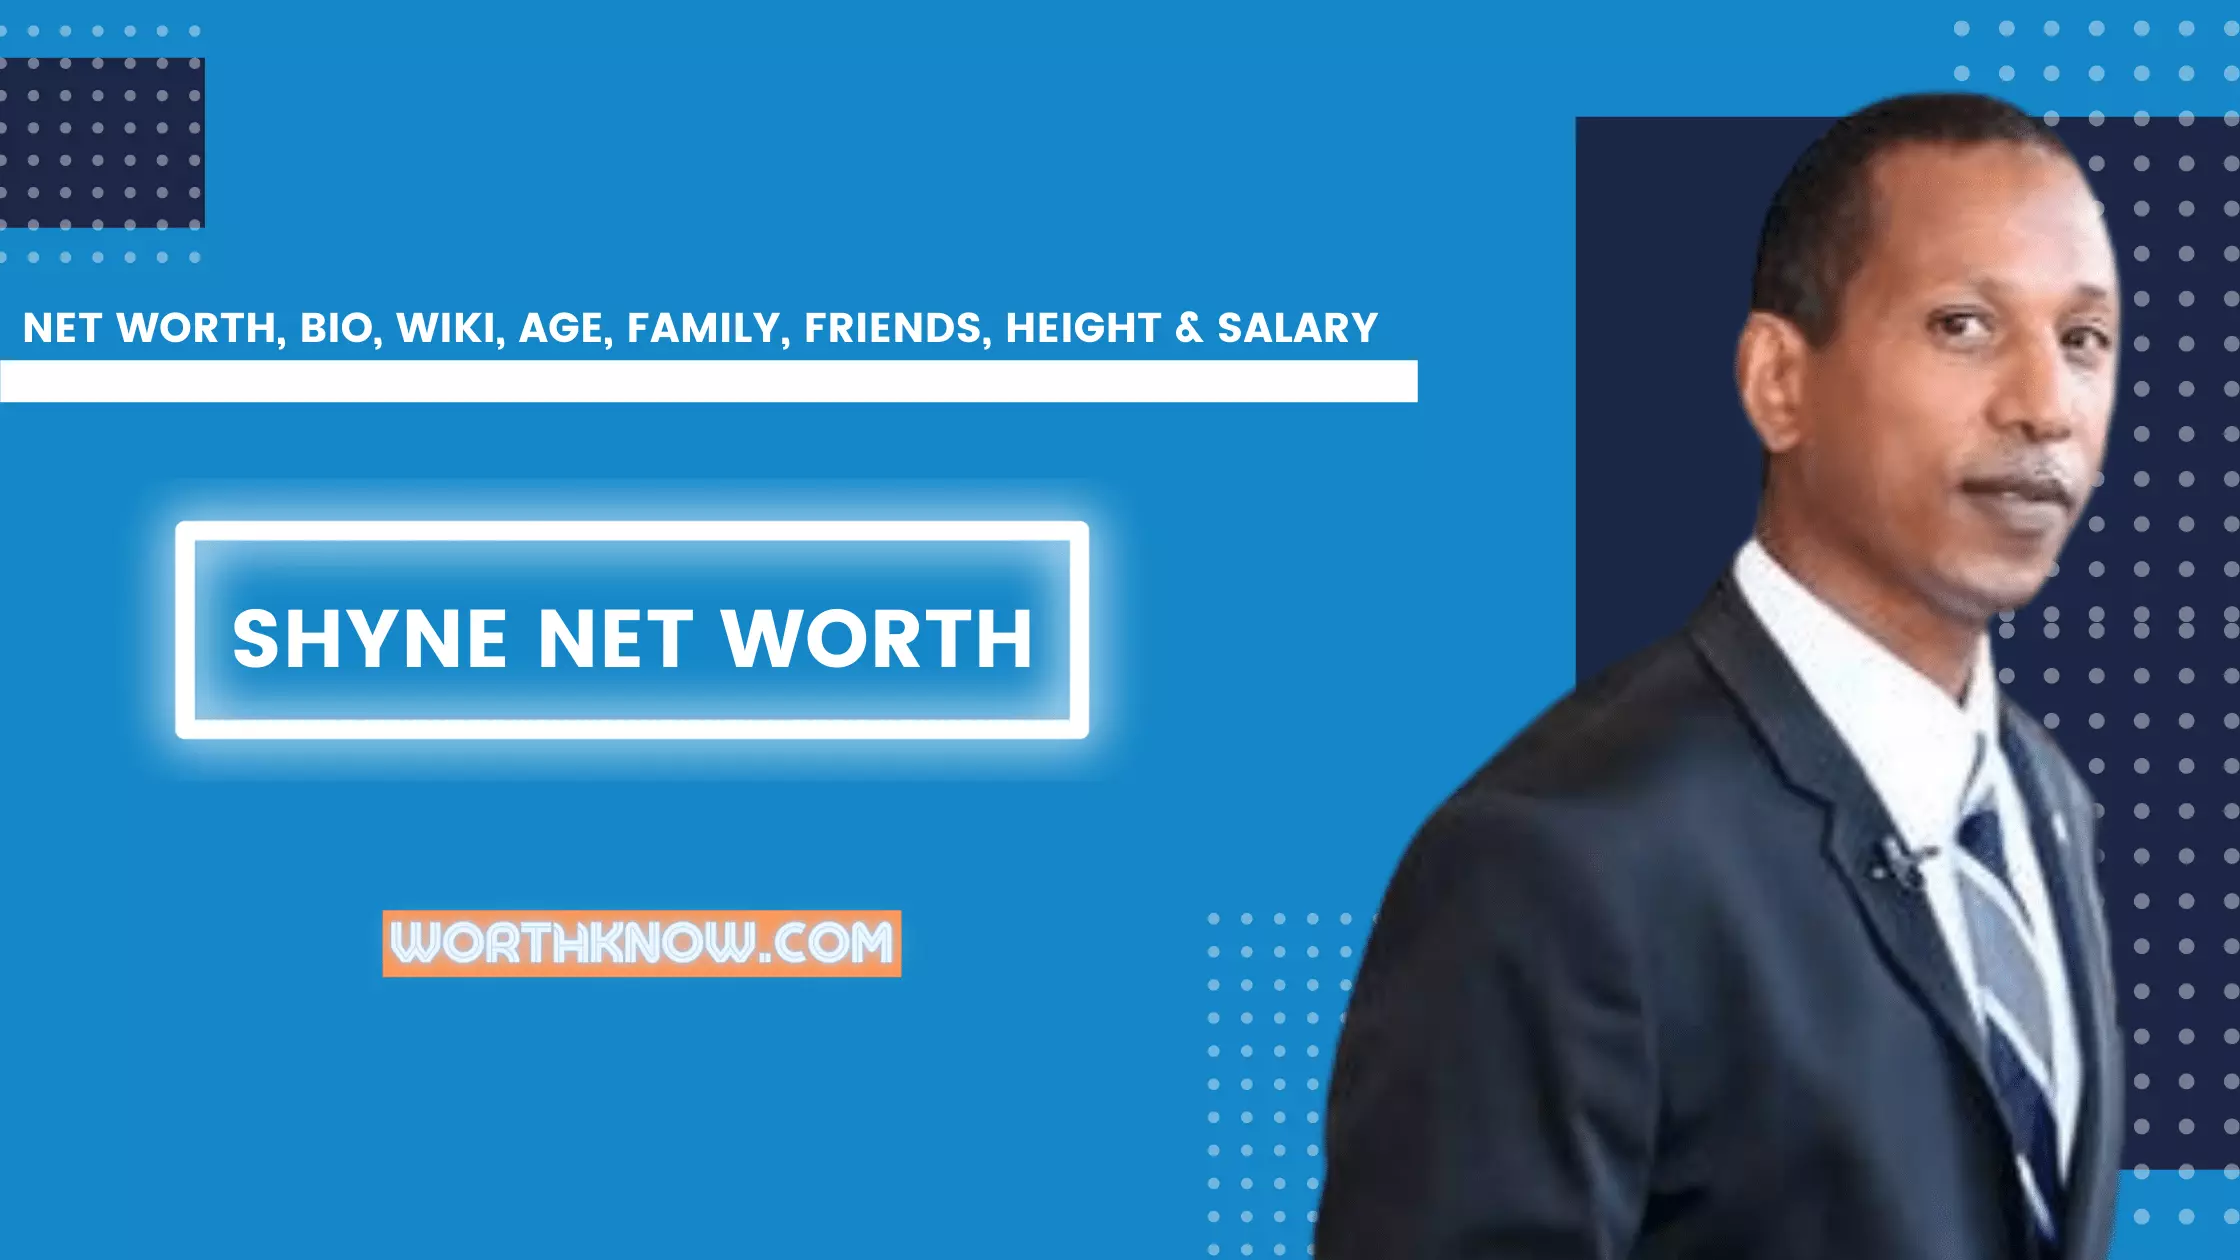 NET WORTH, BIO, WIKI, AGE, FAMILY, FRIENDS, HEIGHT & SALARY
SHYNE NET WORTH
WORTHKNOW.COM